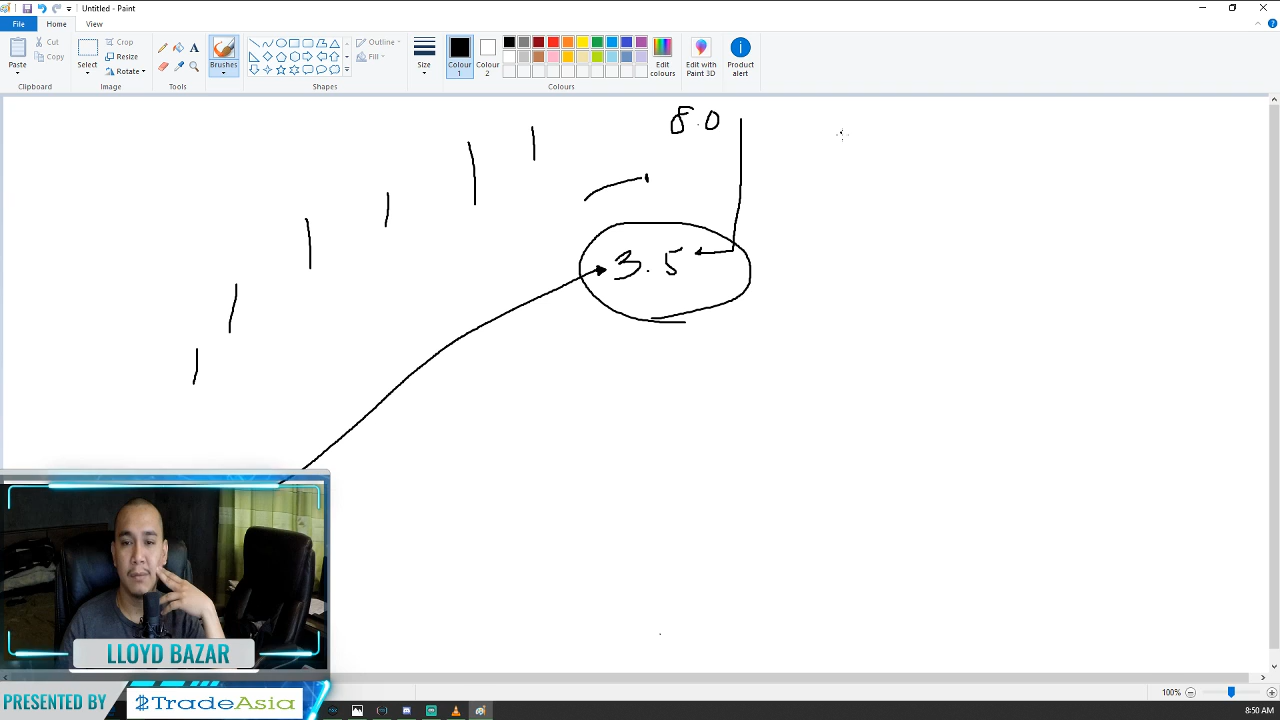 Untitled - Paint
File
Home
View
Paste
Cut
Copy
Clipboard
Select
Crop
Resize
Rotate
Image
A
Tools
Brushes
Outline
Fill
Shapes
Size
Colour 1
Colour 2
Edit colours
Colours
Edit with Paint 3D
Product alert
8.0
3.5
LLOYD BAZAR
PRESENTED BY
$TradeAsia
100%
8:50 AM